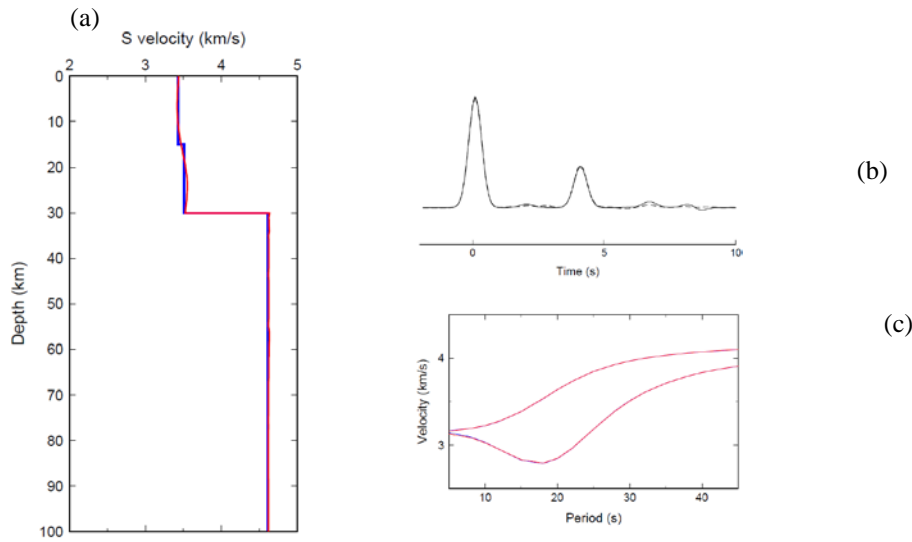 (a)
S velocity (km/s)
2 3 4 5
0
10
20
30
40
50
60
70
80
90
100
Depth (km)
(b)
0 5 10
Time (s)
(c)
4
3
Velocity (km/s)
10 20 30 40
Period (s)